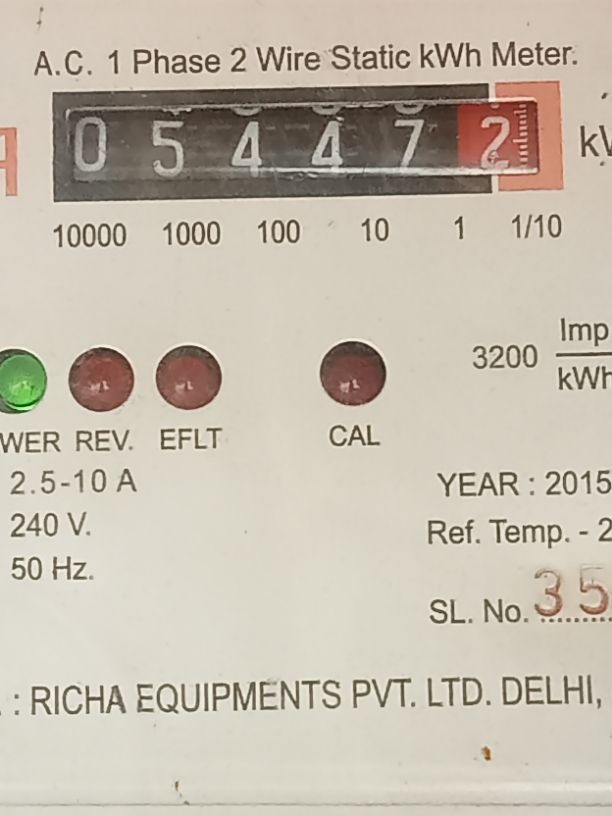 A.C. 1 Phase 2 Wire Static kWh Meter.
0 5 4 4 7 2
10000 1000 100 10 1 1/10
3200 Imp
kWh
WER REV. EFLT CAL
2.5-10 A
YEAR : 2015
240 V.
Ref. Temp. - 2
50 Hz.
SL. No. 35
: RICHA EQUIPMENTS PVT. LTD. DELHI,